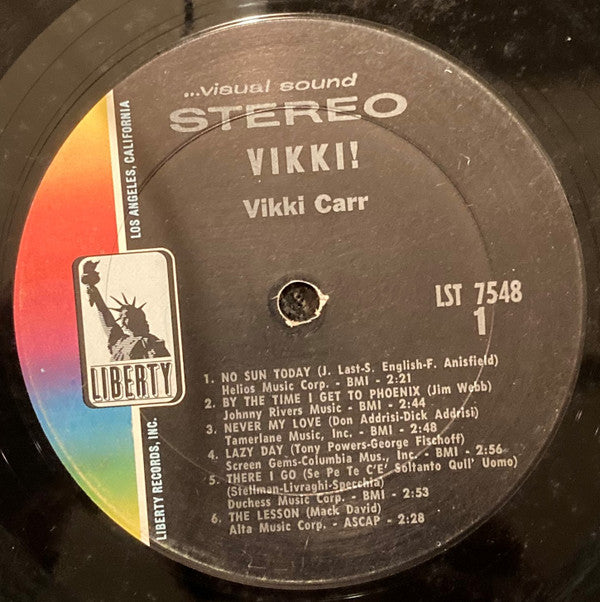 ...visual sound
STEREO
VIKKI!
Vikki Carr
LOS ANGELES, CALIFORNIA
LIBERTY
LIBERTY RECORDS, INC.
LST 7548
1
1. NO SUN TODAY (J. Last-S. English-F. Anisfield)
Helios Music Corp. - BMI - 2:21
2. BY THE TIME I GET TO PHOENIX (Jim Webb)
Johnny Rivers Music - BMI - 2:44
3. NEVER MY LOVE (Don Addrisi-Dick Addrisi)
Tamerlane Music, Inc. - BMI - 2:48
4. LAZY DAY (Tony Powers-George Fischoff)
Screen Gems-Columbia Mus., Inc. - BMI - 2:56
5. THERE I GO (Se Pe Te C'E' Soltanto Quil' Uomo)
(Stellman-Livraghi-Specchia)
Duchess Music Corp. - BMI - 2:53
6. THE LESSON (Mack David)
Alta Music Corp. - ASCAP - 2:28